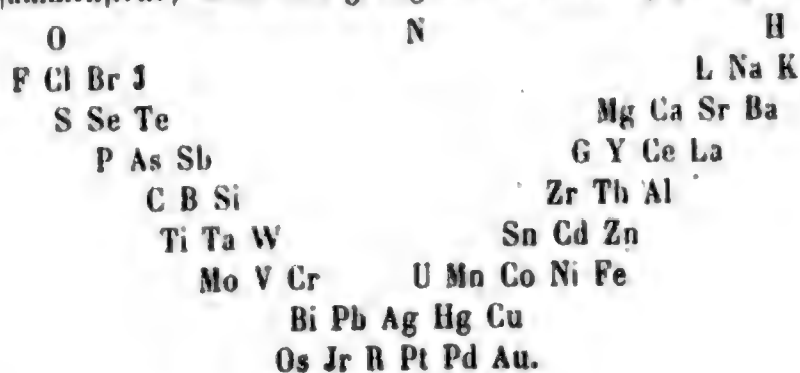 O N H
F Cl Br J L Na K
S Se Te Mg Ca Sr Ba
P As Sb G Y Ce La
C B Si Zr Th Al
Ti Ta W Sn Cd Zn
Mo V Cr U Mn Co Ni Fe
Bi Pb Ag Hg Cu
Os Jr R Pt Pd Au.